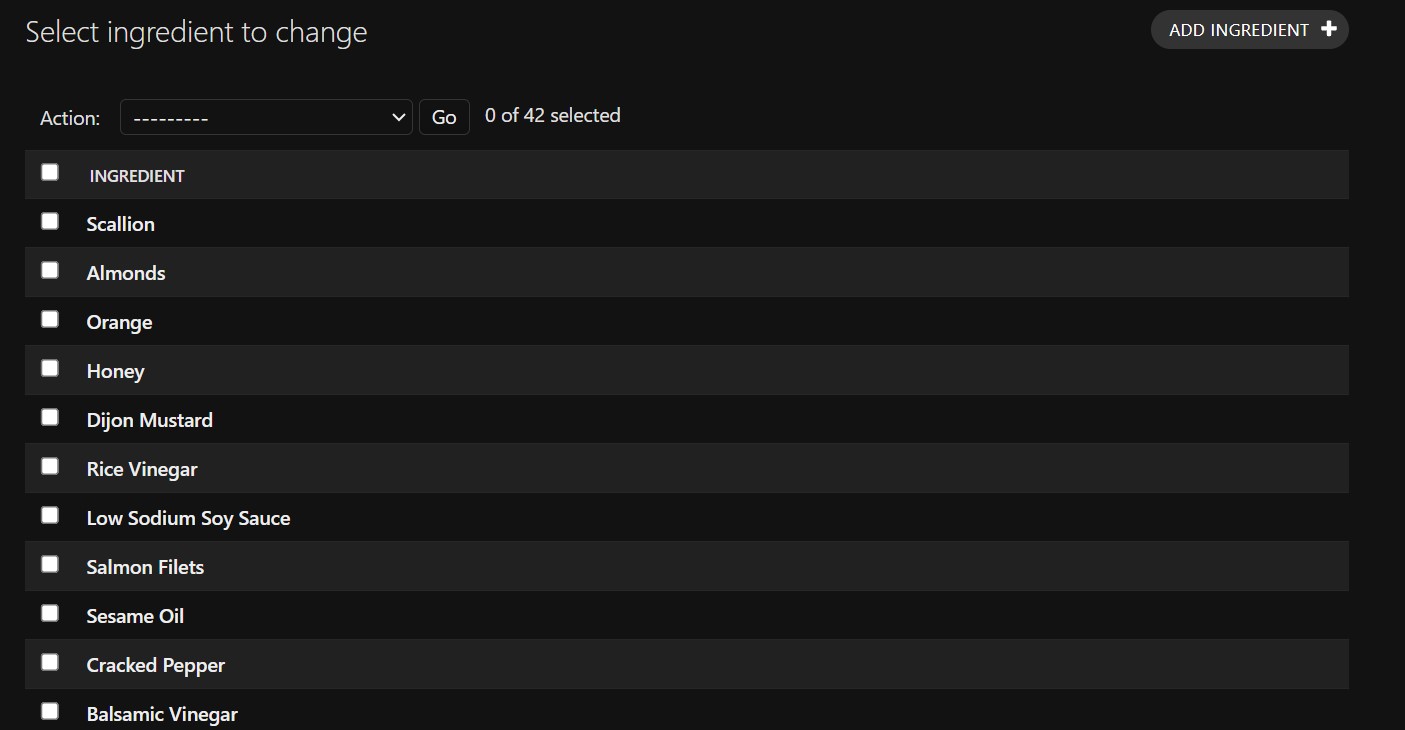 Select ingredient to change
ADD INGREDIENT
Action: --------- Go 0 of 42 selected
INGREDIENT
Scallion
Almonds
Orange
Honey
Dijon Mustard
Rice Vinegar
Low Sodium Soy Sauce
Salmon Filets
Sesame Oil
Cracked Pepper
Balsamic Vinegar